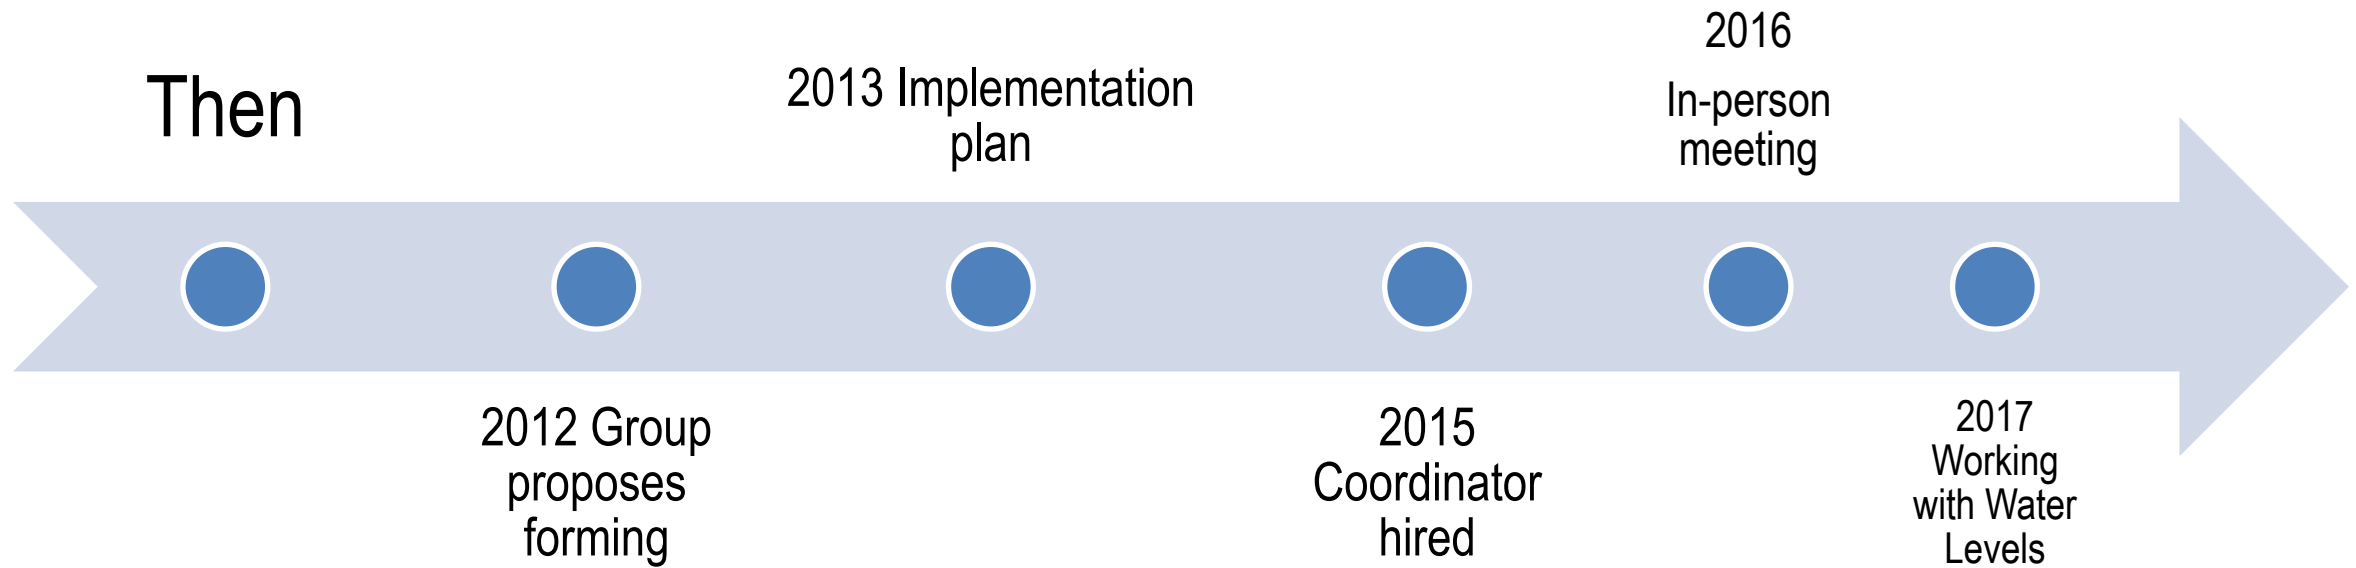 Then
2012 Group
proposes
forming
2013 Implementation
plan
2015
Coordinator
hired
2016
In-person
meeting
2017
Working
with Water
Levels